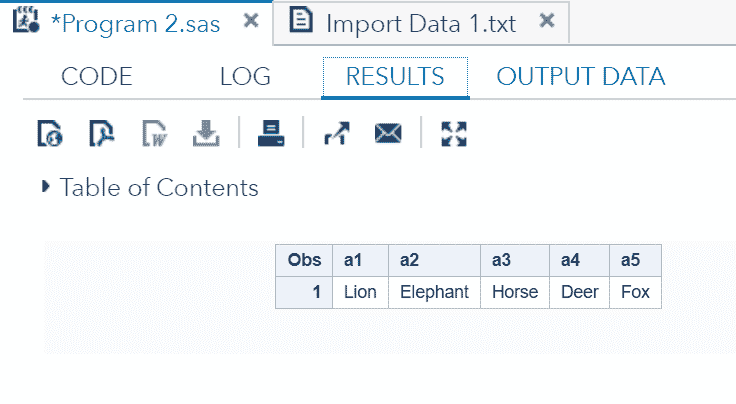 *Program 2.sas × Import Data 1.txt ×
CODE LOG RESULTS OUTPUT DATA
Table of Contents
Obs a1 a2 a3 a4 a5
1 Lion Elephant Horse Deer Fox